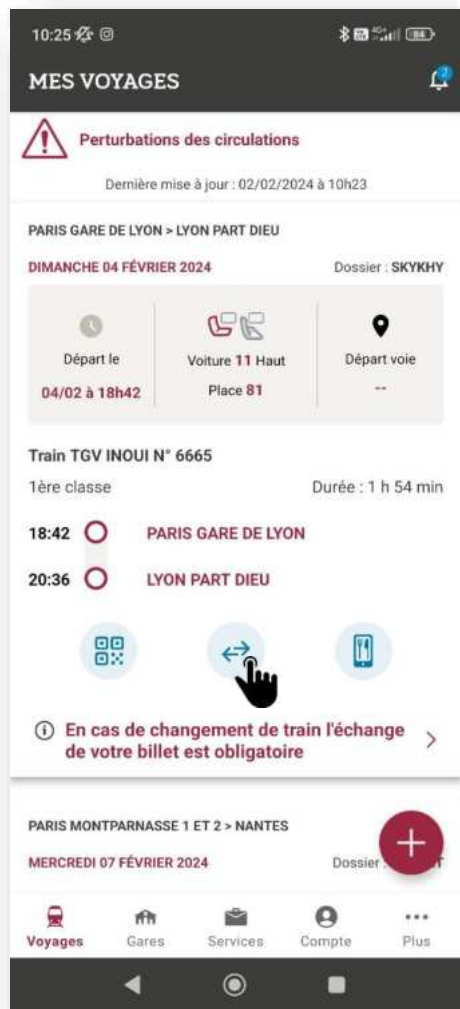 10:25
4G+ 84
MES VOYAGES
2
Perturbations des circulations
Dernière mise à jour : 02/02/2024 à 10h23
PARIS GARE DE LYON > LYON PART DIEU
DIMANCHE 04 FÉVRIER 2024 Dossier : SKYKHY
Départ le Voiture 11 Haut Départ voie
04/02 à 18h42 Place 81 --
Train TGV INOUI N° 6665
1ère classe Durée : 1 h 54 min
18:42 PARIS GARE DE LYON
20:36 LYON PART DIEU
En cas de changement de train l'échange
de votre billet est obligatoire
PARIS MONTPARNASSE 1 ET 2 > NANTES
MERCREDI 07 FÉVRIER 2024 Dossier :
Voyages Gares Services Compte Plus